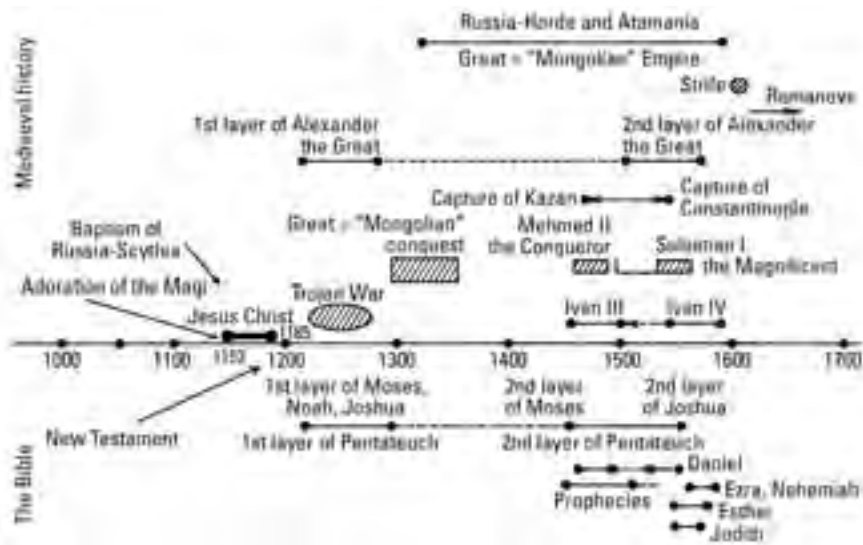 Mediaeval history
Russia-Horde and Atamania
Great = "Mongolian" Empire
Strife
Romanovs
1st layer of Alexander
the Great
2nd layer of Alexander
the Great
Capture of Kazan
Capture of
Constantinople
Baptism of
Russia-Scythia
Great = "Mongolian"
conquest
Mehmed II
the Conqueror
Suleiman I
the Magnificent
Adoration of the Magi
Trojan War
Jesus Christ
1185
Ivan III
Ivan IV
1000
1100
1152
1200
1300
1400
1500
1600
1700
The Bible
New Testament
1st layer of Moses,
Noah, Joshua
2nd layer
of Moses
2nd layer
of Joshua
1st layer of Pentateuch
2nd layer of Pentateuch
Daniel
Prophecies
Ezra, Nehemiah
Esther
Judith